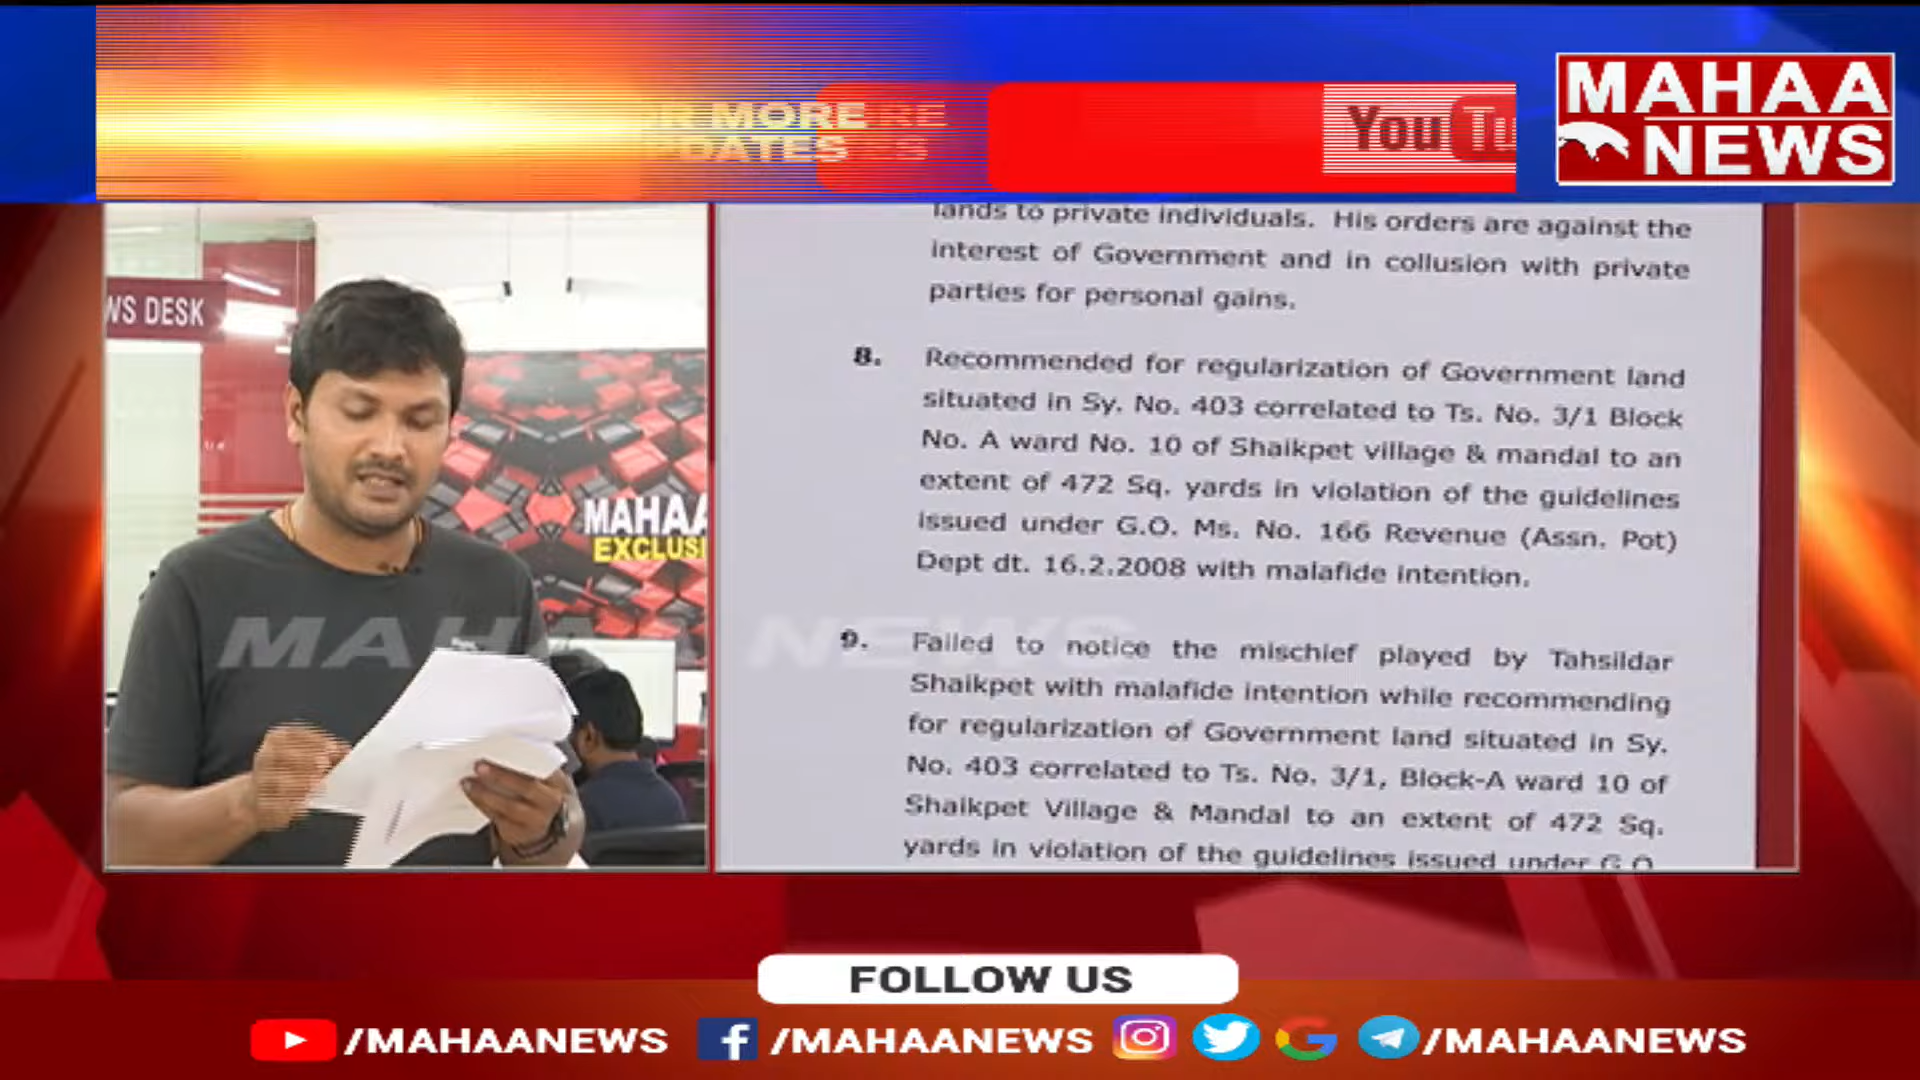 MORE
MAHAA
NEWS
You Tu
WS DESK
MAHAA
EXCLUSI
MAHAA NEWS
lands to private individuals. His orders are against the
interest of Government and in collusion with private
parties for personal gains.
8. Recommended for regularization of Government land
situated in Sy. No. 403 correlated to Ts. No. 3/1 Block
No. A ward No. 10 of Shaikpet village & mandal to an
extent of 472 Sq. yards in violation of the guidelines
issued under G.O. Ms. No. 166 Revenue (Assn. Pot)
Dept dt. 16.2.2008 with malafide intention.
9. Failed to notice the mischief played by Tahsildar
Shaikpet with malafide intention while recommending
for regularization of Government land situated in Sy.
No. 403 correlated to Ts. No. 3/1, Block-A ward 10 of
Shaikpet Village & Mandal to an extent of 472 Sq.
yards in violation of the guidelines issued under G.O.
FOLLOW US
/MAHAANEWS /MAHAANEWS /MAHAANEWS